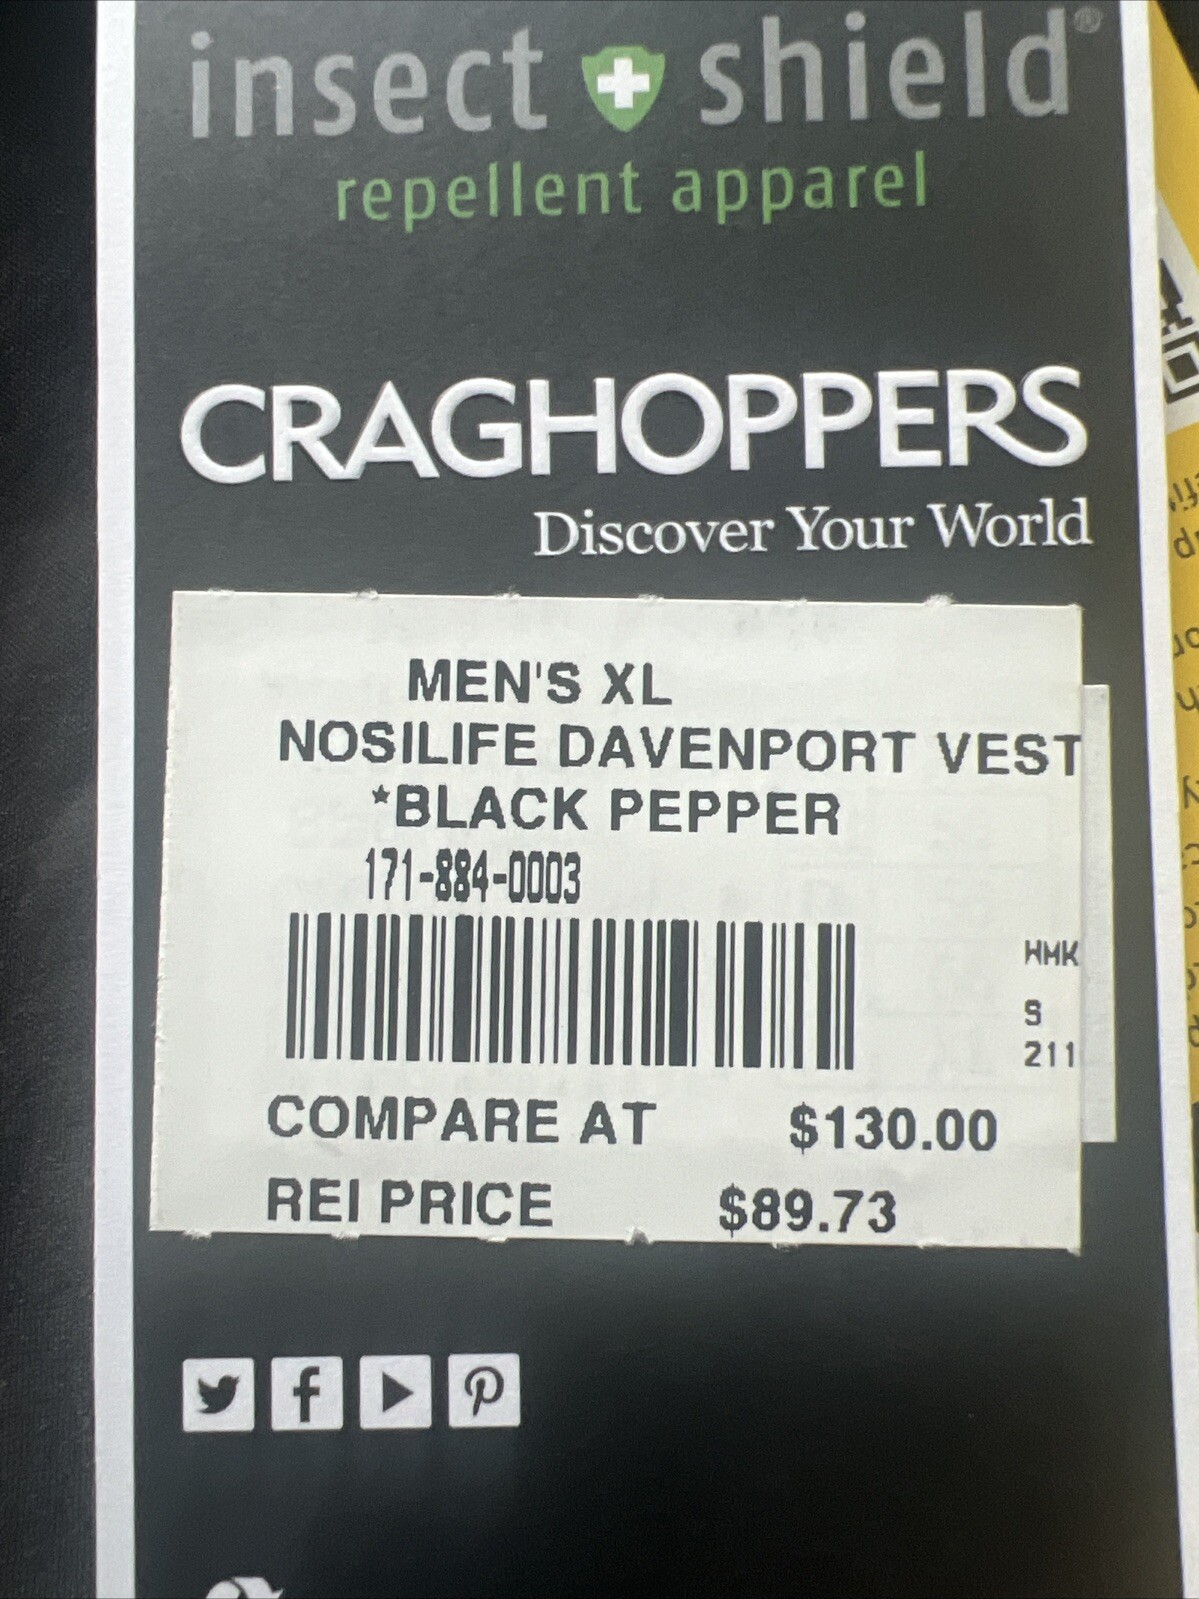 insect shield®
repellent apparel
CRAGHOPPERS
Discover Your World
MEN'S XL
NOSILIFE DAVENPORT VEST
*BLACK PEPPER
171-884-0003
WMK
S
211
COMPARE AT $130.00
REI PRICE $89.73